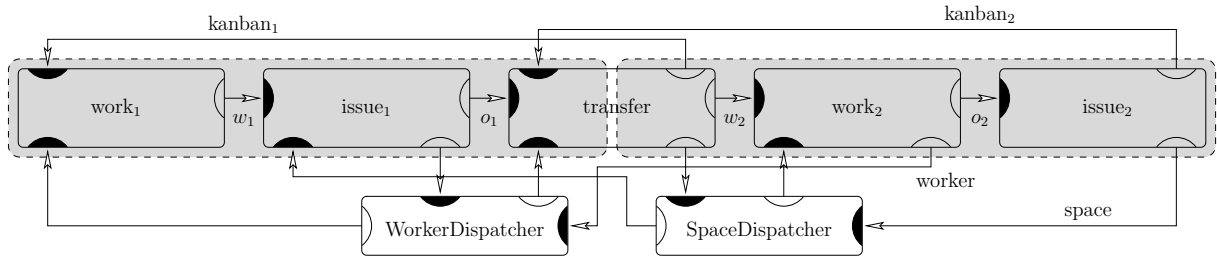 kanban₁
kanban₂
work₁
w₁
issue₁
o₁
transfer
w₂
work₂
o₂
issue₂
worker
space
WorkerDispatcher
SpaceDispatcher